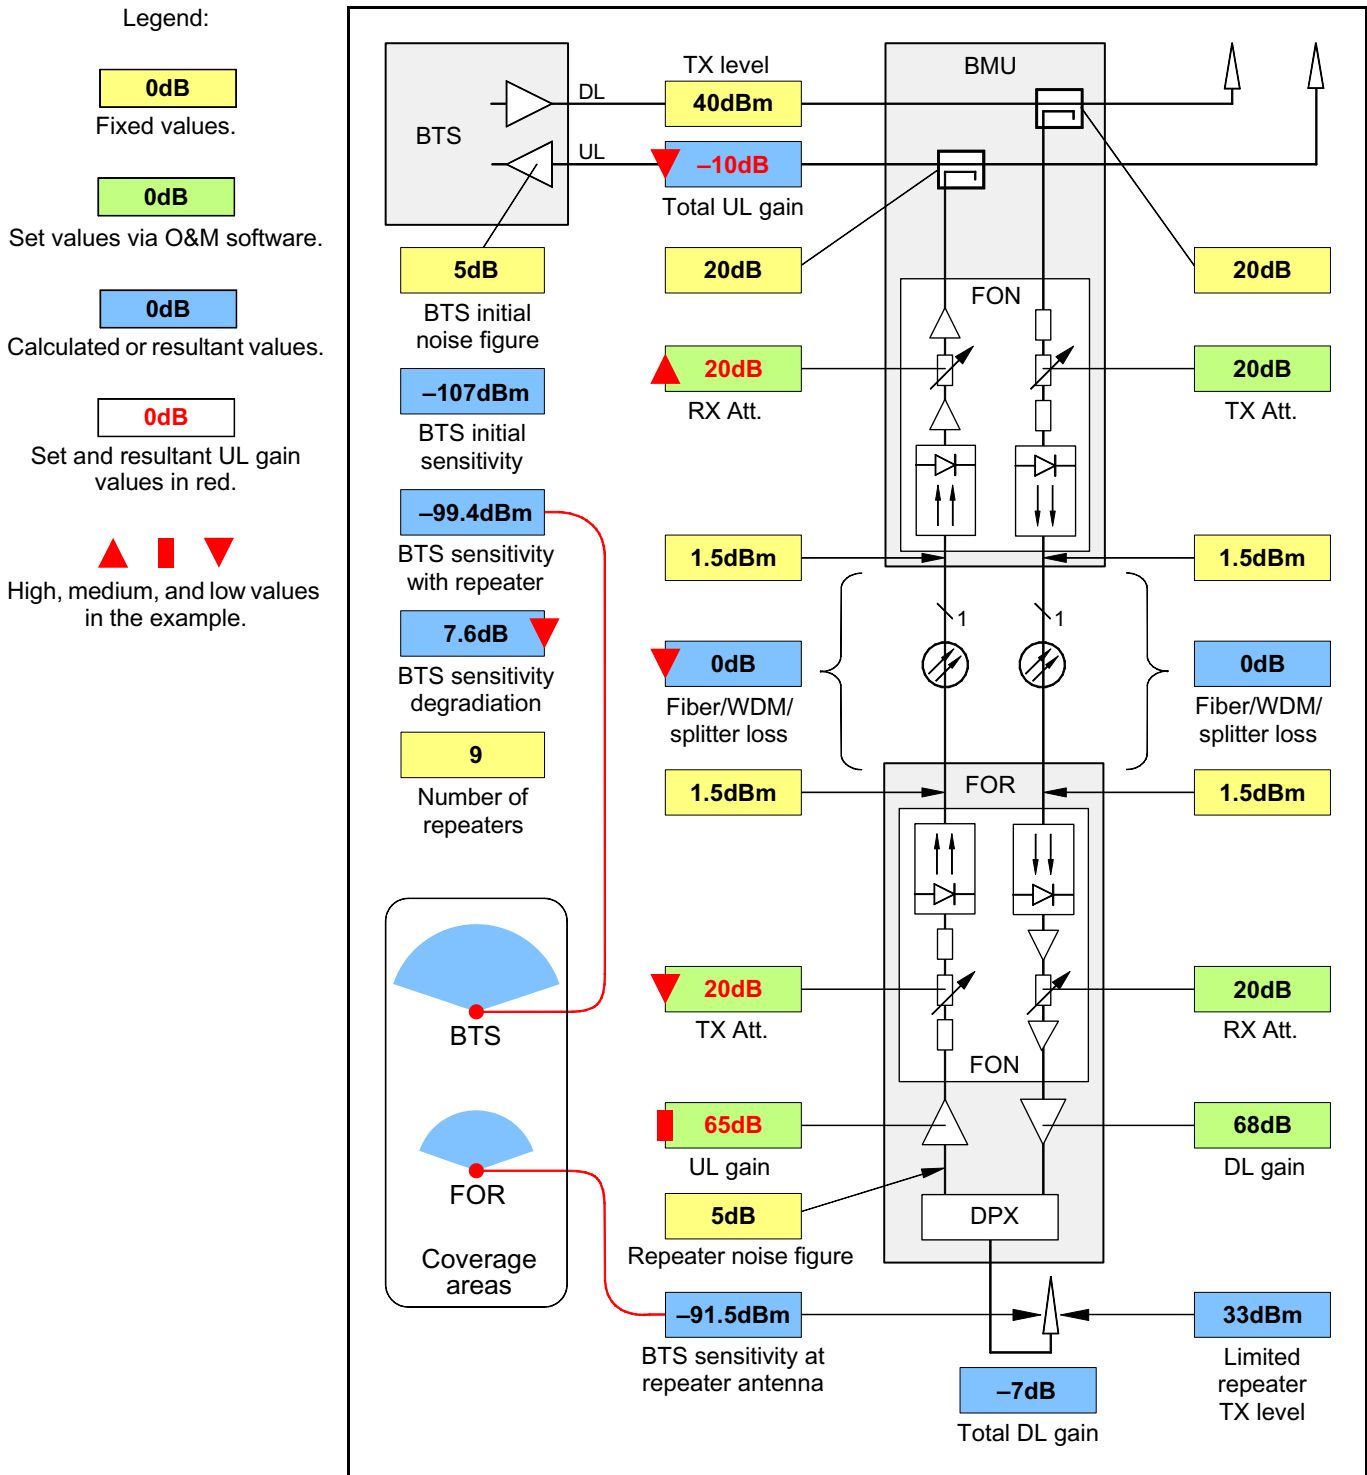 Legend:
0dB
Fixed values.
0dB
Set values via O&M software.
0dB
Calculated or resultant values.
0dB
Set and resultant UL gain
values in red.
High, medium, and low values
in the example.
BTS
DL
UL
TX level
40dBm
–10dB
Total UL gain
BMU
5dB
BTS initial
noise figure
–107dBm
BTS initial
sensitivity
–99.4dBm
BTS sensitivity
with repeater
7.6dB
BTS sensitivity
degradiation
9
Number of
repeaters
20dB
20dB
FON
20dB
RX Att.
20dB
TX Att.
1.5dBm
1.5dBm
1
1
0dB
Fiber/WDM/
splitter loss
0dB
Fiber/WDM/
splitter loss
FOR
1.5dBm
1.5dBm
20dB
TX Att.
20dB
RX Att.
FON
65dB
UL gain
68dB
DL gain
5dB
Repeater noise figure
DPX
BTS
FOR
Coverage
areas
–91.5dBm
BTS sensitivity at
repeater antenna
33dBm
Limited
repeater
TX level
–7dB
Total DL gain